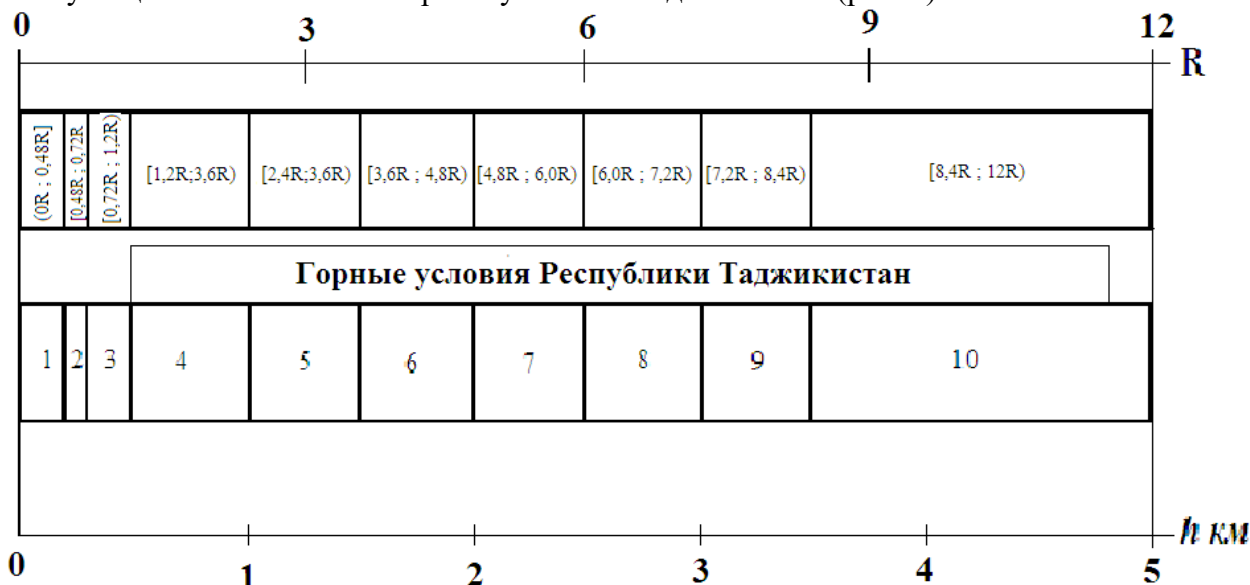 0 3 6 9 12
R
(0R ; 0,48R]
[0,48R ; 0,72R
[0,72R ; 1,2R)
[1,2R;3,6R)
[2,4R;3,6R)
[3,6R ; 4,8R)
[4,8R ; 6,0R)
[6,0R ; 7,2R)
[7,2R ; 8,4R)
[8,4R ; 12R)
Горные условия Республики Таджикистан
1 2 3 4 5 6 7 8 9 10
h км
0 1 2 3 4 5